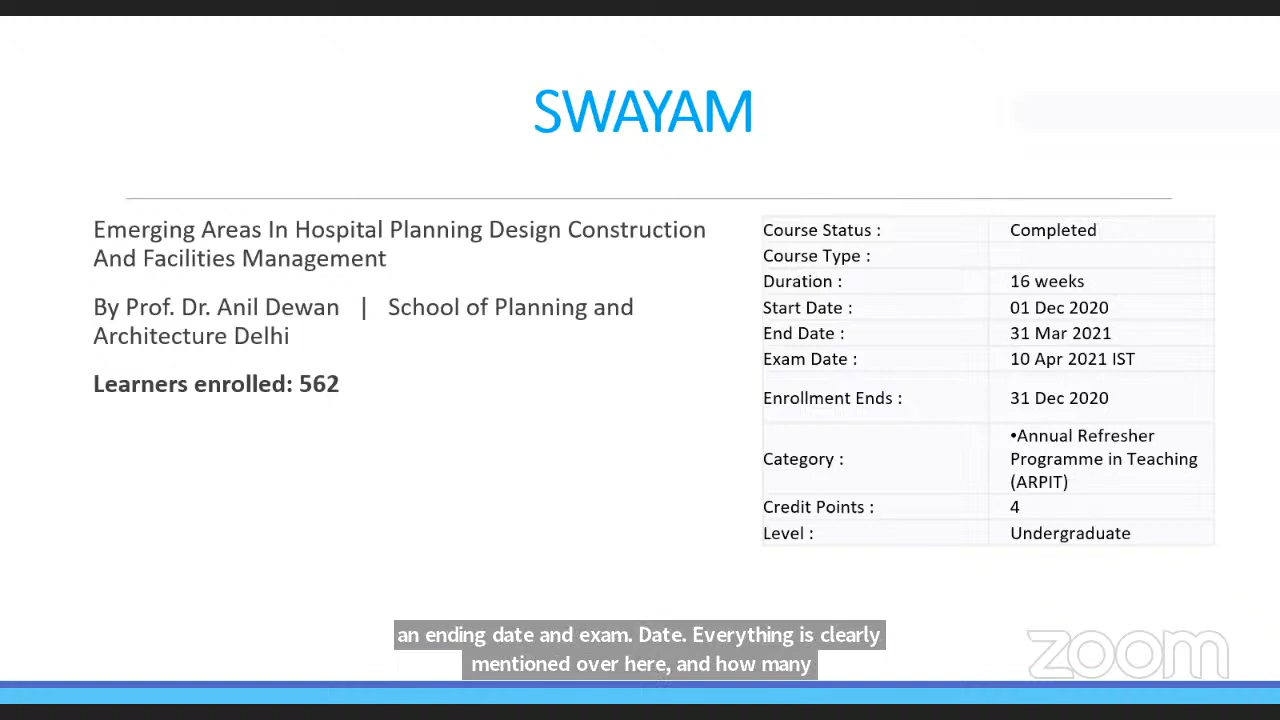 SWAYAM
Emerging Areas In Hospital Planning Design Construction
And Facilities Management
By Prof. Dr. Anil Dewan | School of Planning and
Architecture Delhi
Learners enrolled: 562
Course Status : Completed
Course Type :
Duration : 16 weeks
Start Date : 01 Dec 2020
End Date : 31 Mar 2021
Exam Date : 10 Apr 2021 IST
Enrollment Ends : 31 Dec 2020
Category : •Annual Refresher
Programme in Teaching
(ARPIT)
Credit Points : 4
Level : Undergraduate
an ending date and exam. Date. Everything is clearly
mentioned over here, and how many
zoom